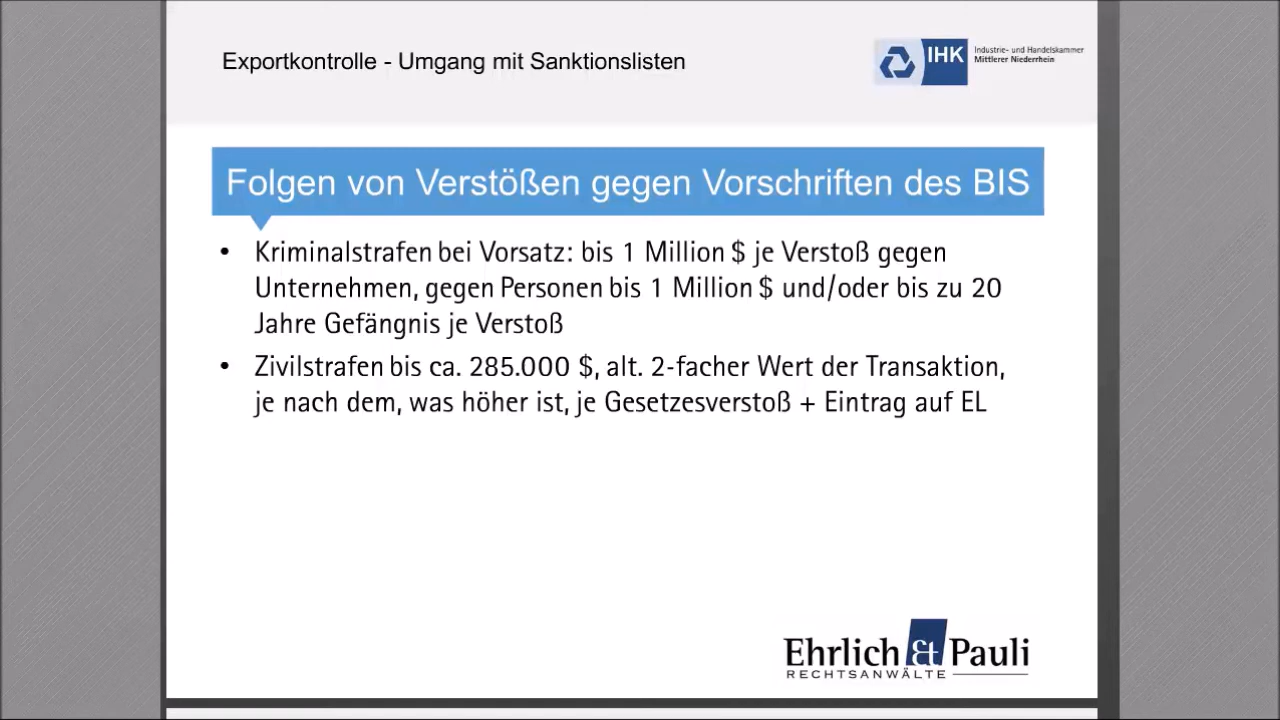 Exportkontrolle - Umgang mit Sanktionslisten
IHK
Industrie- und Handelskammer
Mittlerer Niederrhein
Folgen von Verstößen gegen Vorschriften des BIS
• Kriminalstrafen bei Vorsatz: bis 1 Million $ je Verstoß gegen
Unternehmen, gegen Personen bis 1 Million $ und/oder bis zu 20
Jahre Gefängnis je Verstoß
• Zivilstrafen bis ca. 285.000 $, alt. 2-facher Wert der Transaktion,
je nach dem, was höher ist, je Gesetzesverstoß + Eintrag auf EL
Ehrlich et Pauli
RECHTSANWÄLTE